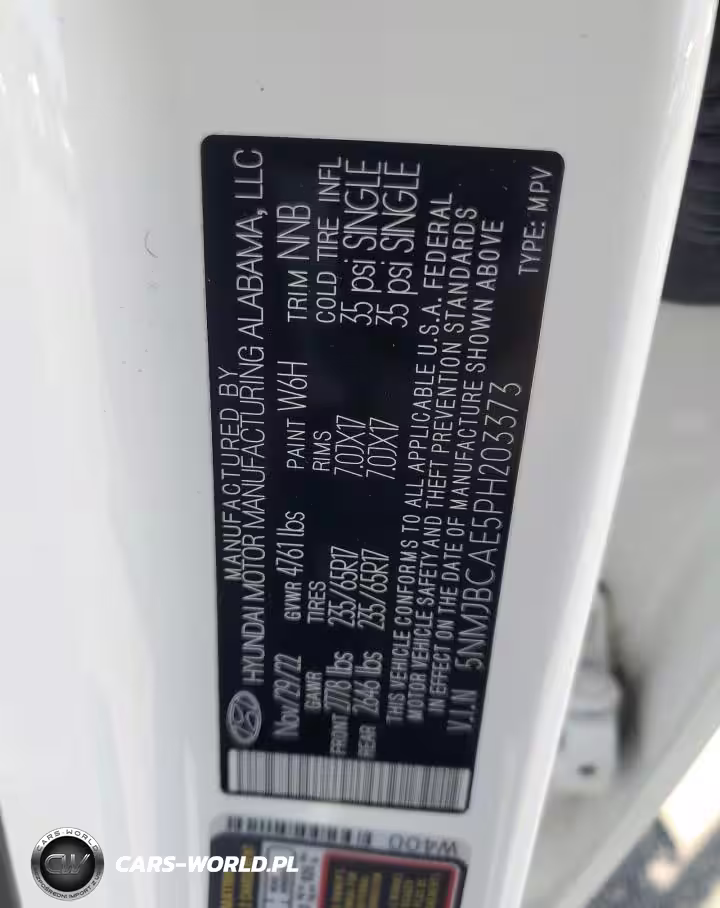 MANUFACTURED BY
HYUNDAI MOTOR MANUFACTURING ALABAMA, LLC
Nov/29/22 GVWR 4761 lbs PAINT W6H TRIM NNB
GAWR TIRES RIMS COLD TIRE INFL
FRONT 2778 lbs 235/65R17 7.0JX17 35 psi SINGLE
REAR 2646 lbs 235/65R17 7.0JX17 35 psi SINGLE
THIS VEHICLE CONFORMS TO ALL APPLICABLE U.S.A. FEDERAL
MOTOR VEHICLE SAFETY AND THEFT PREVENTION STANDARDS
IN EFFECT ON THE DATE OF MANUFACTURE SHOWN ABOVE
V.I.N 5NMJBCAE5PH203373 TYPE: MPV
W400
CARS-WORLD
CW
CARS-WORLD.PL